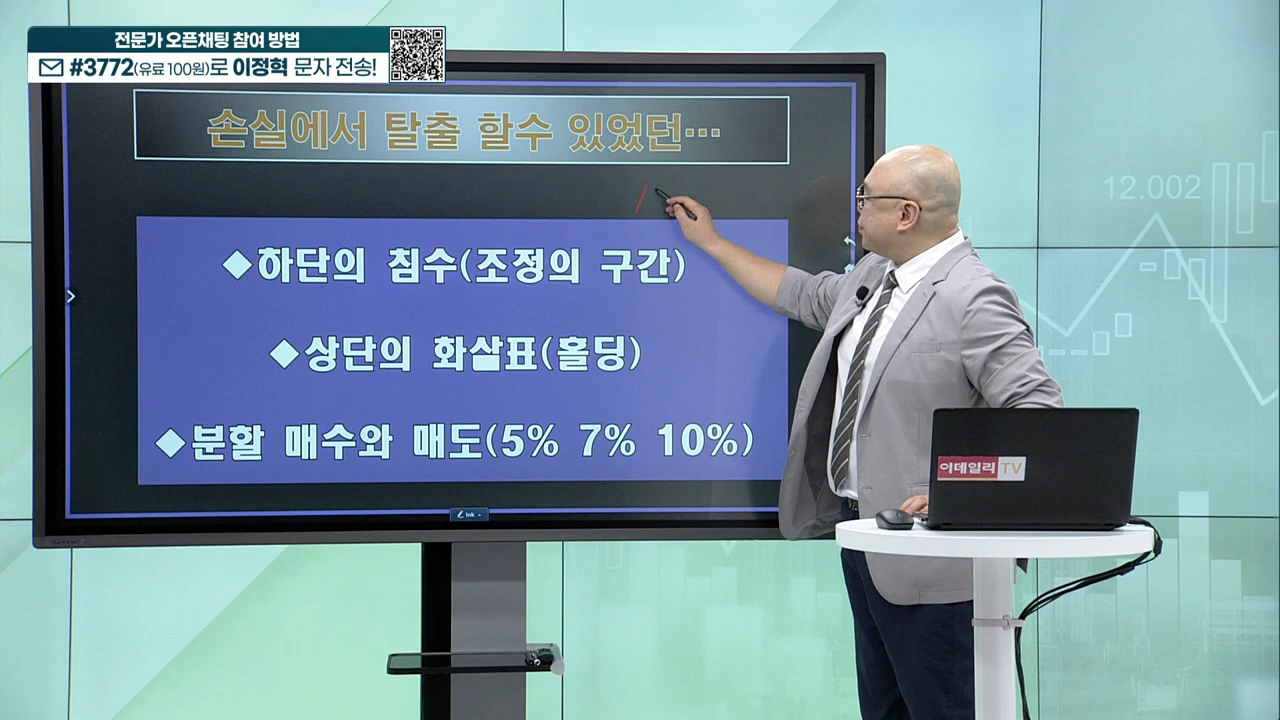 전문가 오픈채팅 참여 방법
#3772(유료 100원)로 이정혁 문자 전송!
손실에서 탈출 할수 있었던…
12.002
◆하단의 침수(조정의 구간)
◆상단의 화살표(홀딩)
◆분할 매수와 매도(5% 7% 10%)
이데일리 TV
Ink